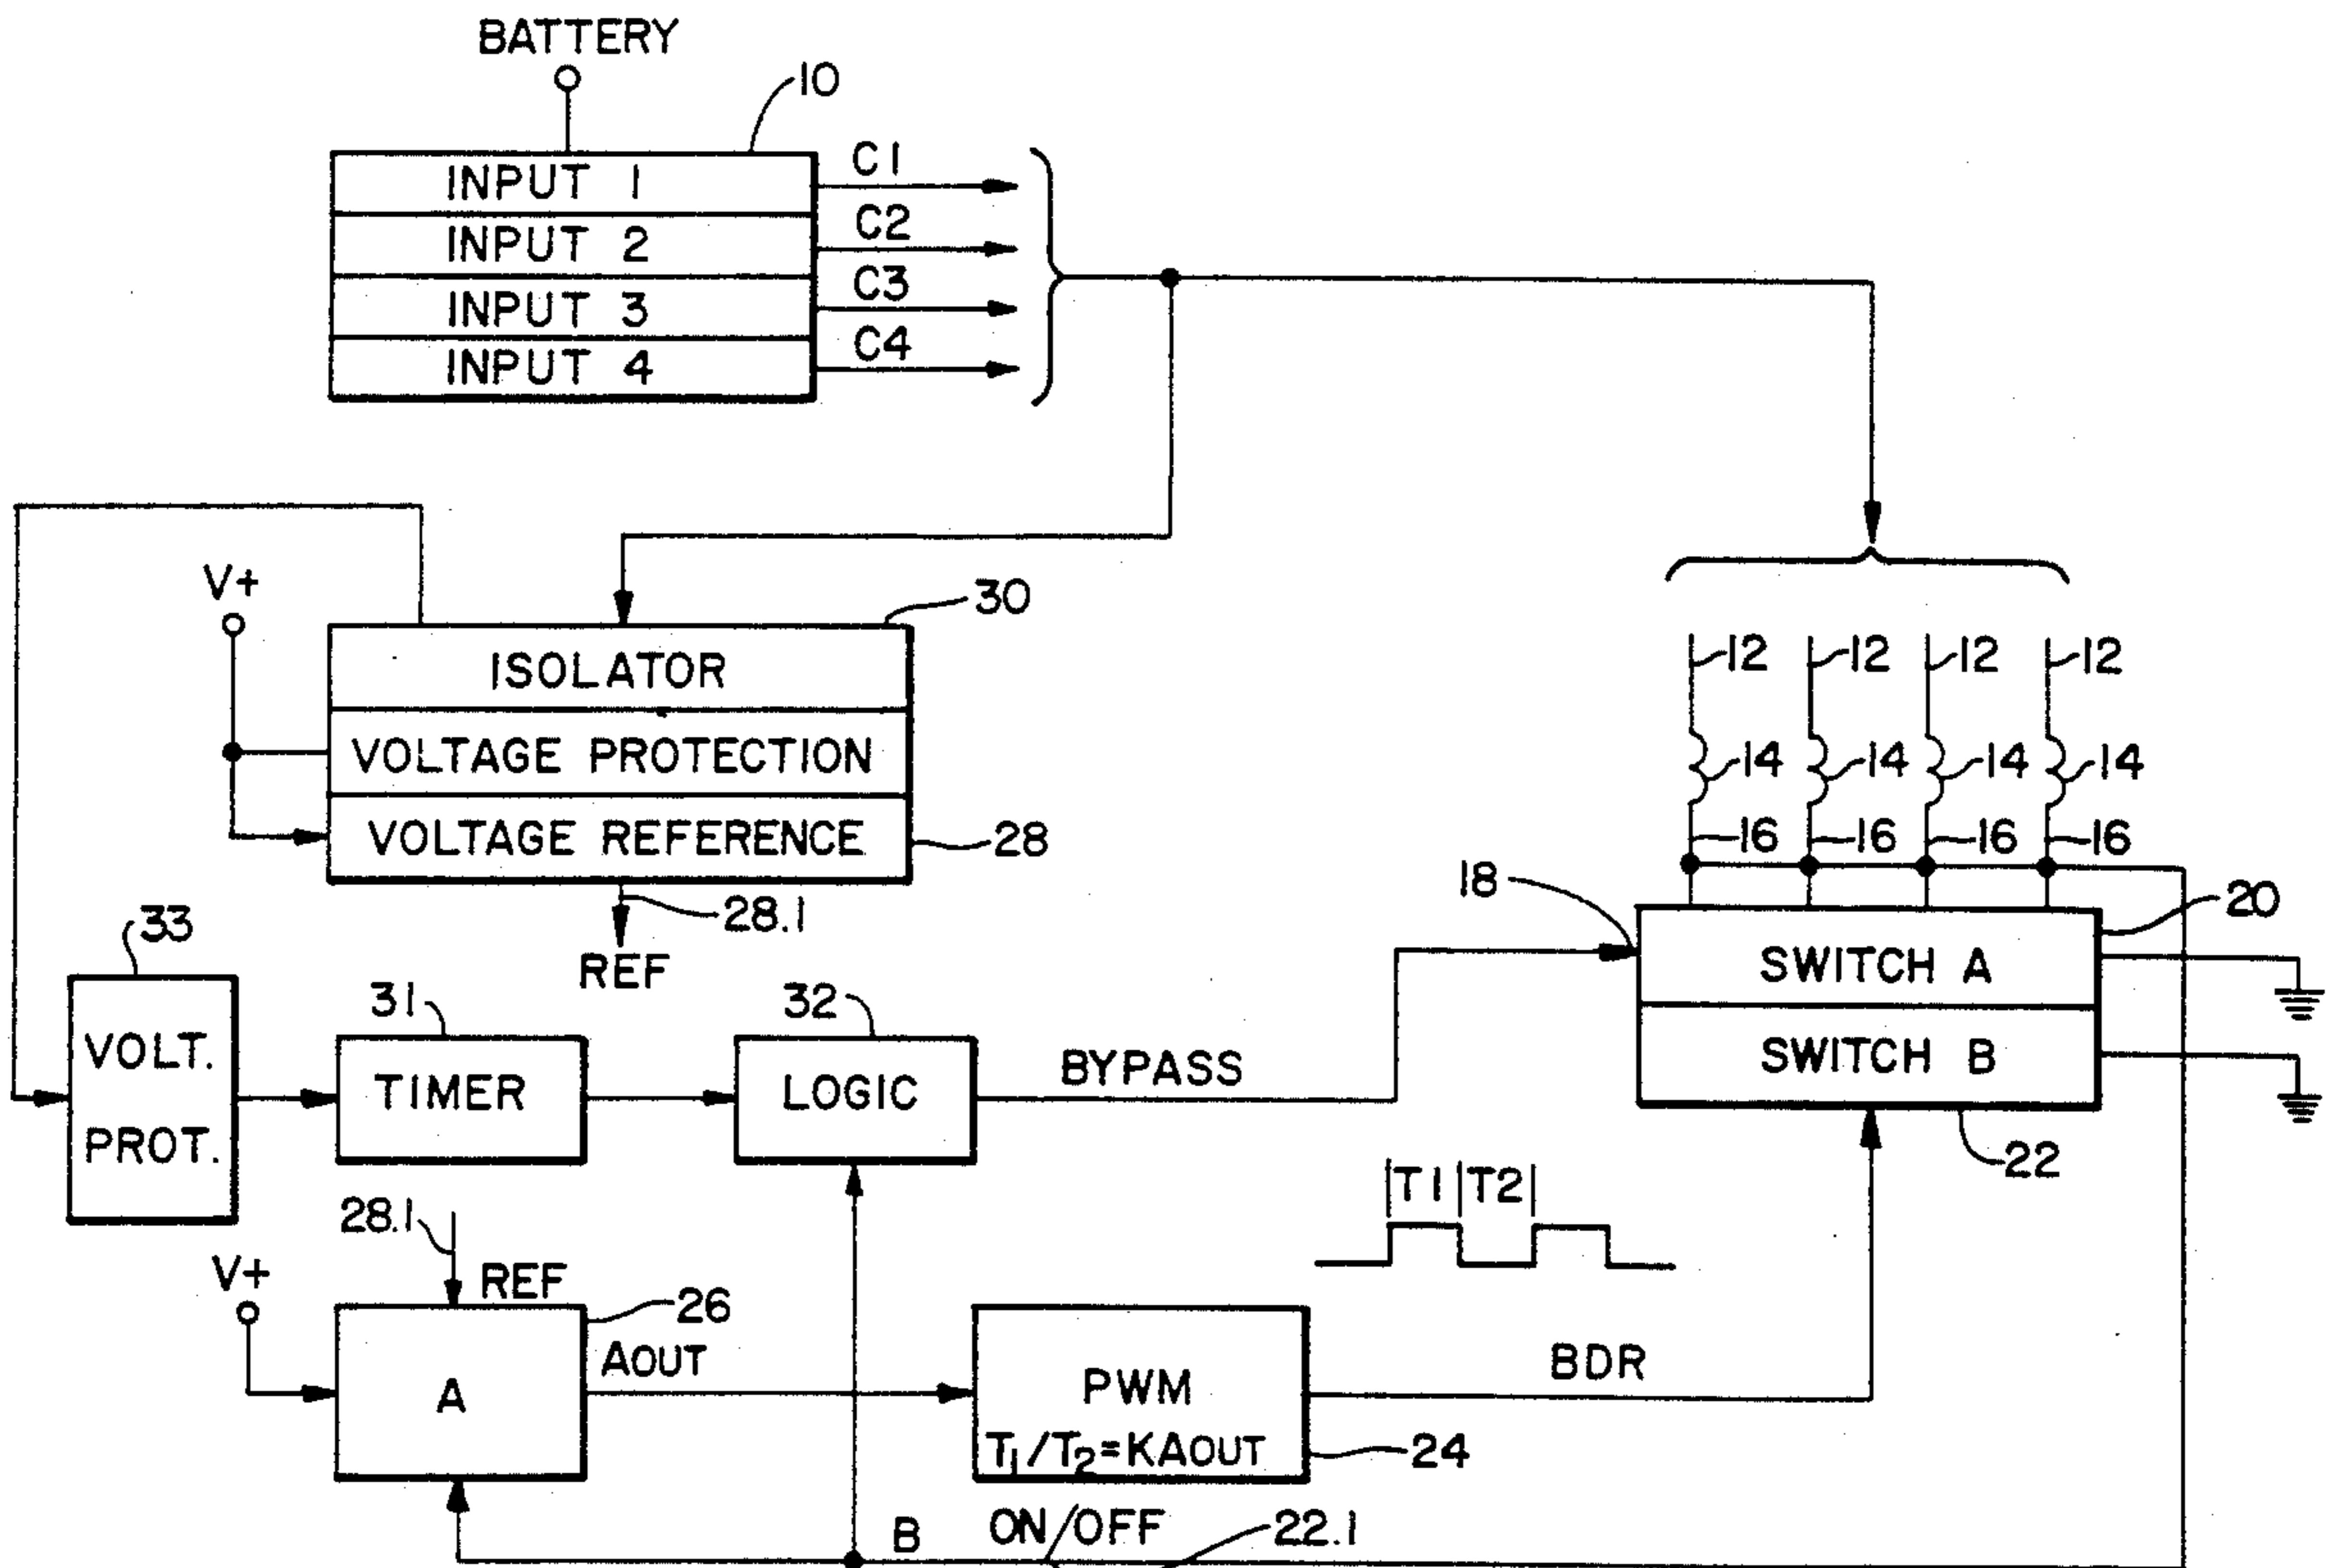 BATTERY
10
INPUT 1
C1
INPUT 2
C2
INPUT 3
C3
INPUT 4
C4
V+
30
ISOLATOR
VOLTAGE PROTECTION
VOLTAGE REFERENCE
28
28.1
REF
12 12 12 12
14 14 14 14
16 16 16 16
18
20
SWITCH A
SWITCH B
22
33
VOLT.
PROT.
31
TIMER
32
LOGIC
BYPASS
T1 T2
28.1
REF
V+
26
A
AOUT
PWM
T1/T2=KAOUT
24
BDR
B
ON/OFF
22.1